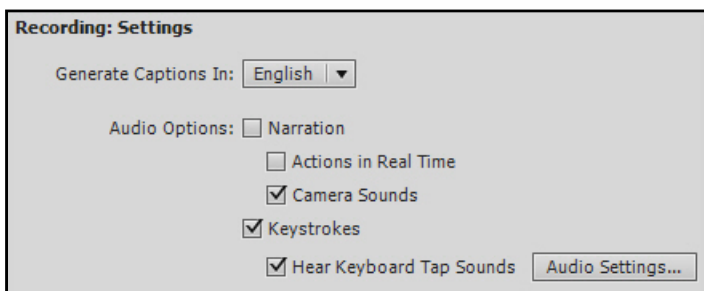 Recording: Settings
Generate Captions In: English
Audio Options: Narration
Actions in Real Time
Camera Sounds
Keystrokes
Hear Keyboard Tap Sounds Audio Settings...